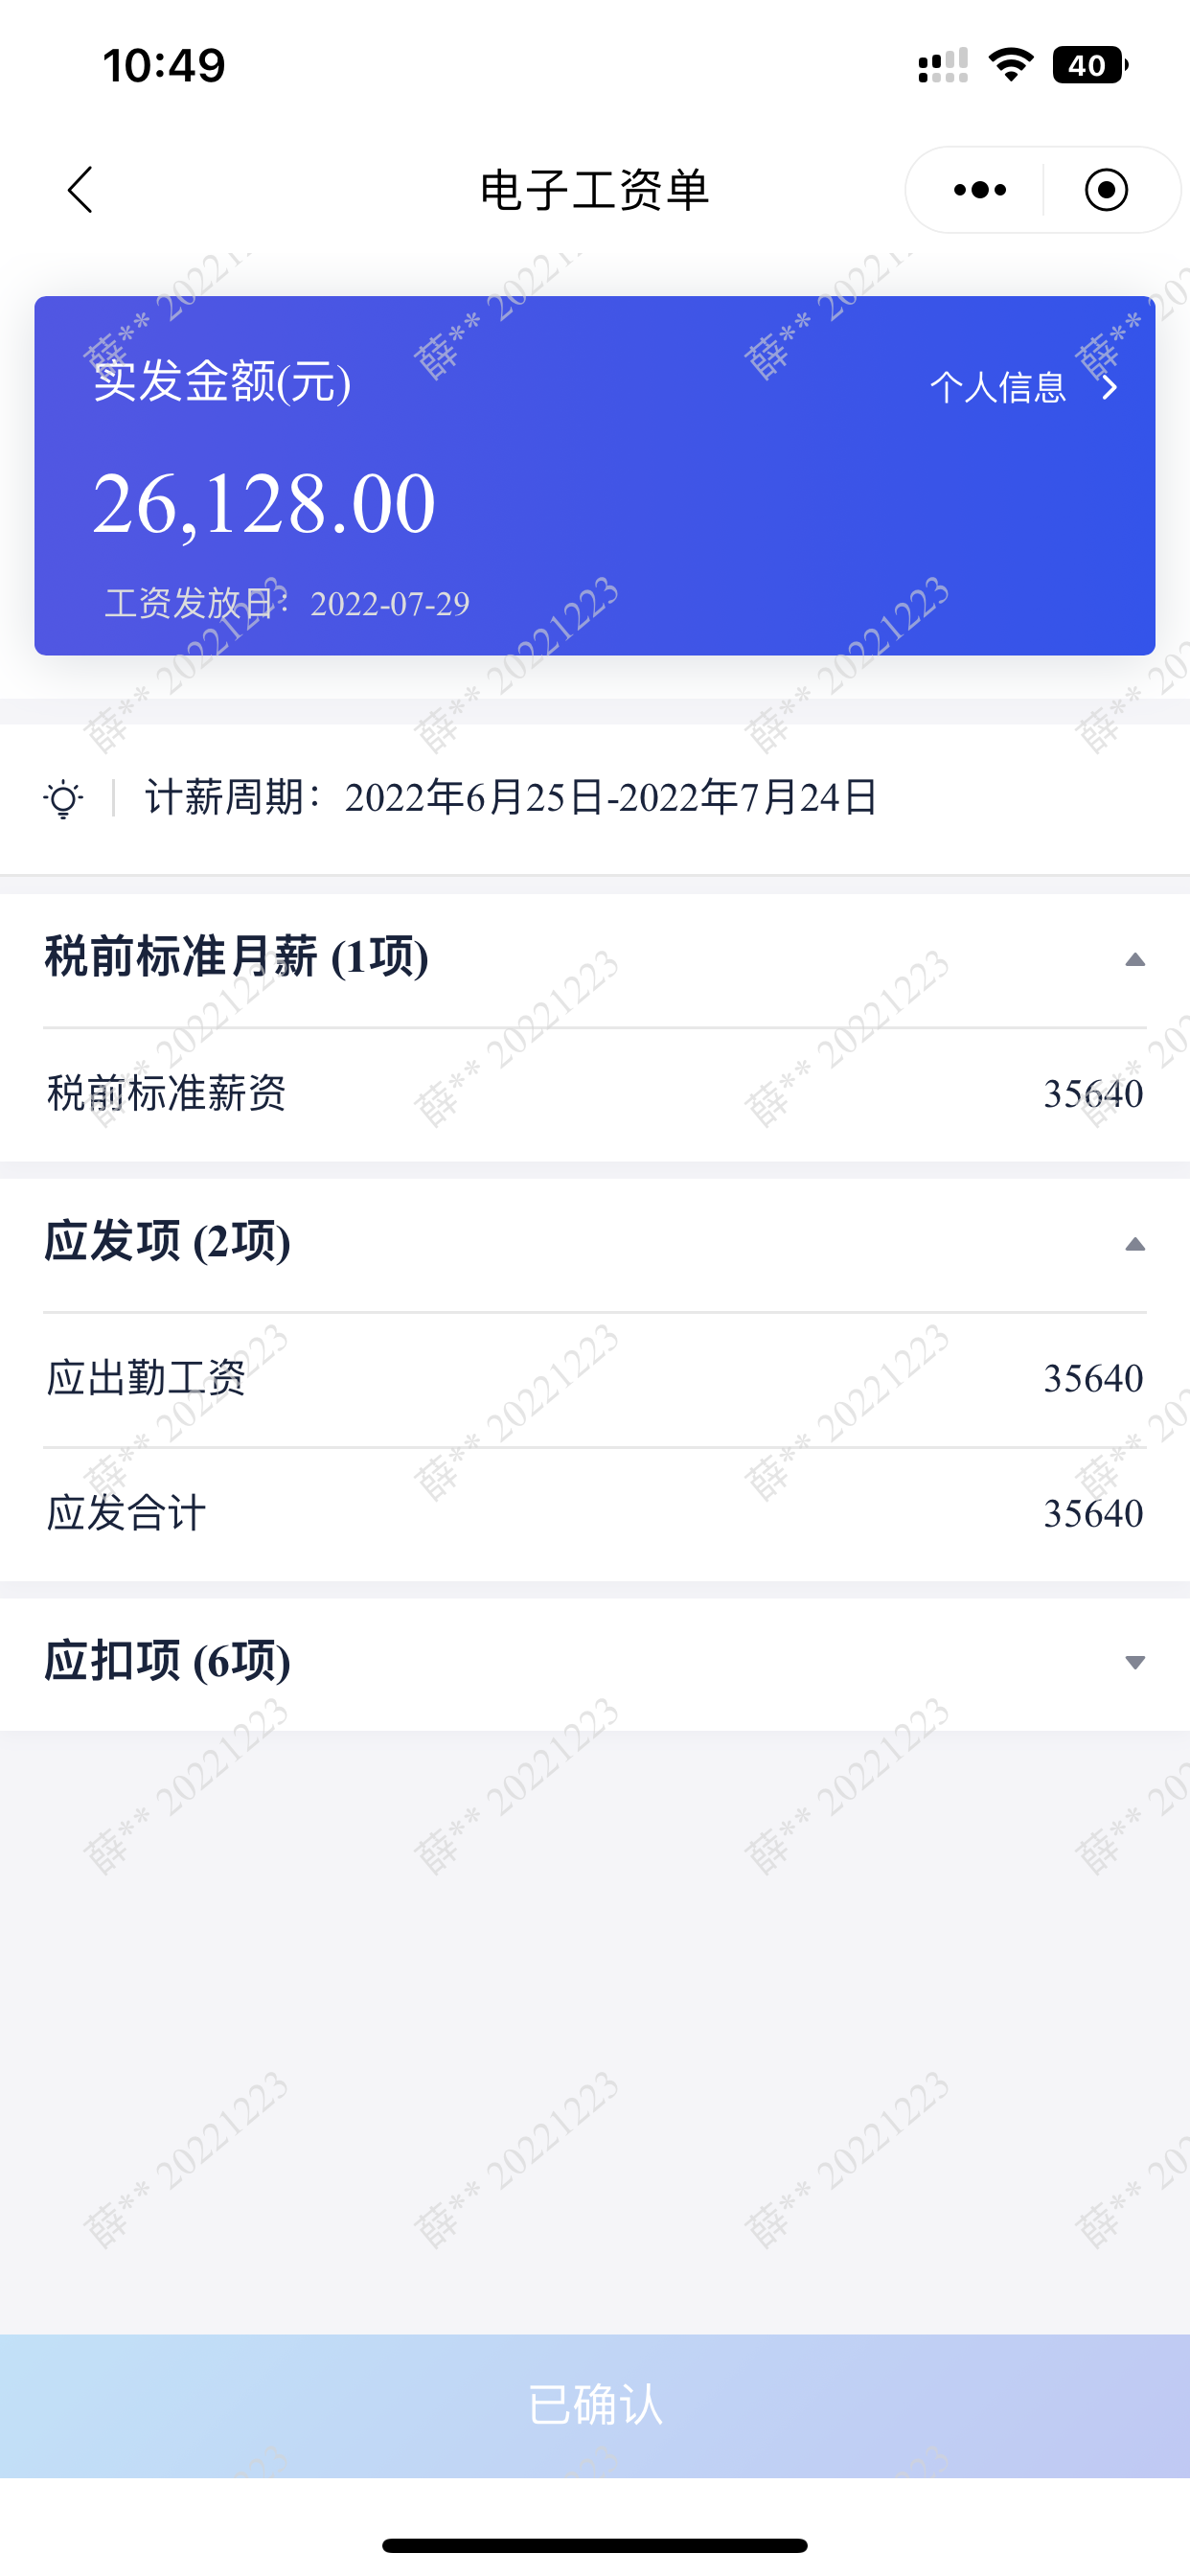 10:49
40
电子工资单
实发金额(元)
个人信息
26,128.00
工资发放日：2022-07-29
计薪周期：2022年6月25日-2022年7月24日
税前标准月薪 (1项)
税前标准薪资
35640
应发项 (2项)
应出勤工资
35640
应发合计
35640
应扣项 (6项)
已确认
薛** 20221223